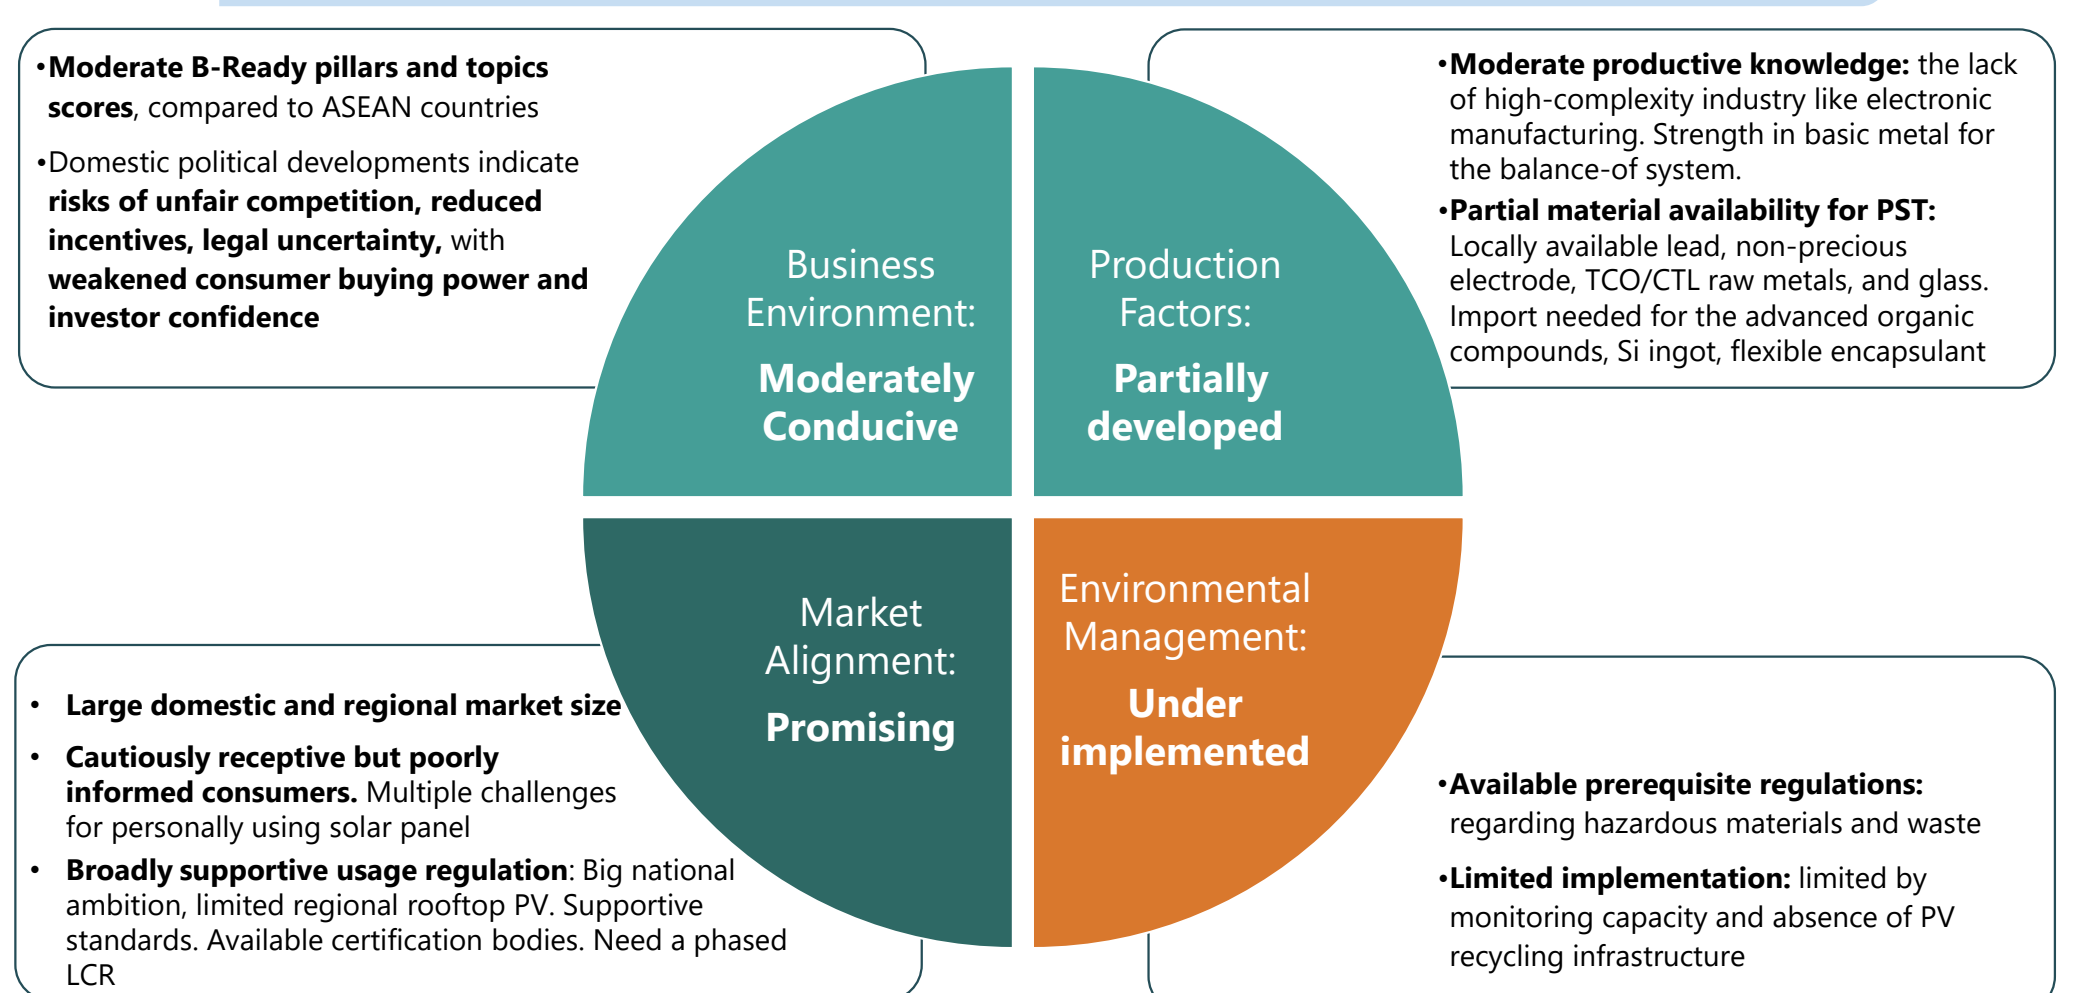 •Moderate B-Ready pillars and topics
scores, compared to ASEAN countries
•Domestic political developments indicate
risks of unfair competition, reduced
incentives, legal uncertainty, with
weakened consumer buying power and
investor confidence
Business
Environment:
Moderately
Conducive
Production
Factors:
Partially
developed
•Moderate productive knowledge: the lack
of high-complexity industry like electronic
manufacturing. Strength in basic metal for
the balance-of system.
•Partial material availability for PST:
Locally available lead, non-precious
electrode, TCO/CTL raw metals, and glass.
Import needed for the advanced organic
compounds, Si ingot, flexible encapsulant
• Large domestic and regional market size
• Cautiously receptive but poorly
informed consumers. Multiple challenges
for personally using solar panel
• Broadly supportive usage regulation: Big national
ambition, limited regional rooftop PV. Supportive
standards. Available certification bodies. Need a phased
LCR
Market
Alignment:
Promising
Environmental
Management:
Under
implemented
•Available prerequisite regulations:
regarding hazardous materials and waste
•Limited implementation: limited by
monitoring capacity and absence of PV
recycling infrastructure